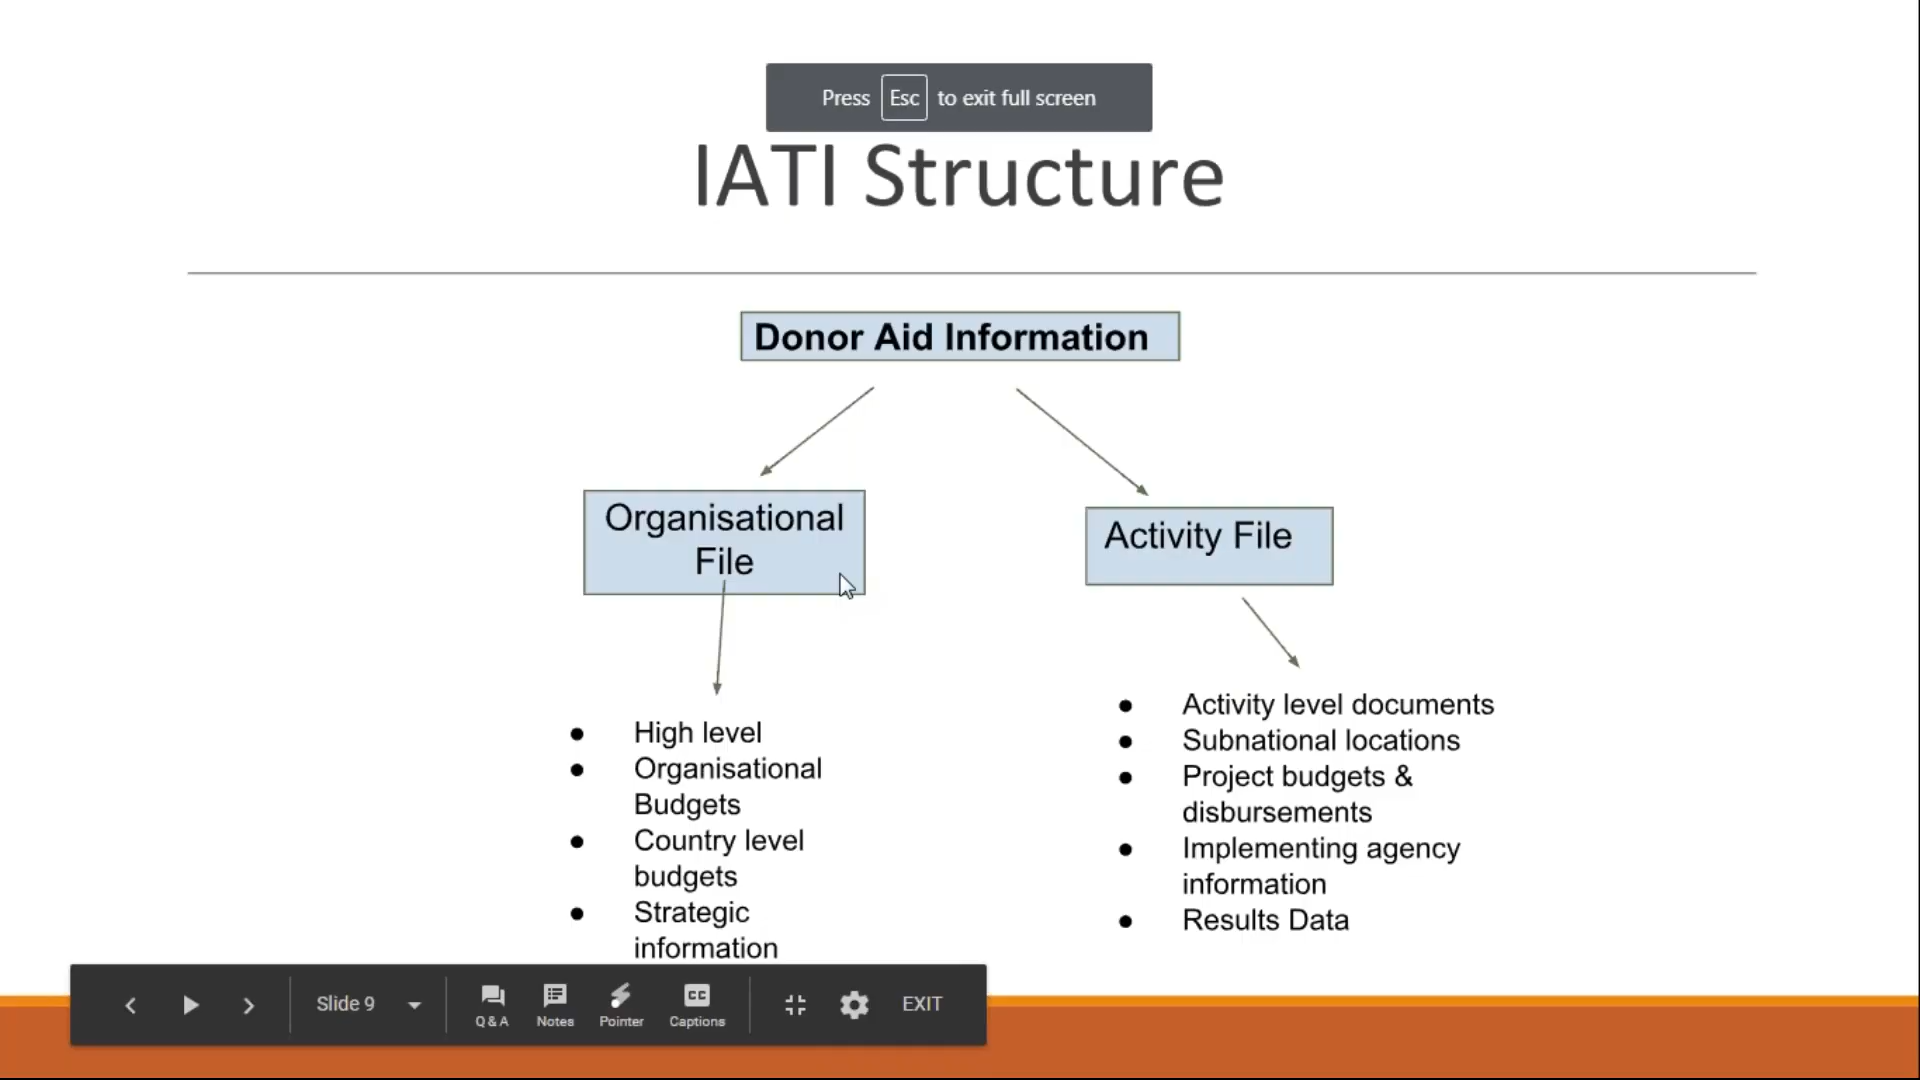 Press Esc to exit full screen
IATI Structure
Donor Aid Information
Organisational
File
Activity File
● High level
● Organisational
Budgets
● Country level
budgets
● Strategic
information
● Activity level documents
● Subnational locations
● Project budgets &
disbursements
● Implementing agency
information
● Results Data
Slide 9
Q & A
Notes
Pointer
CC
Captions
EXIT